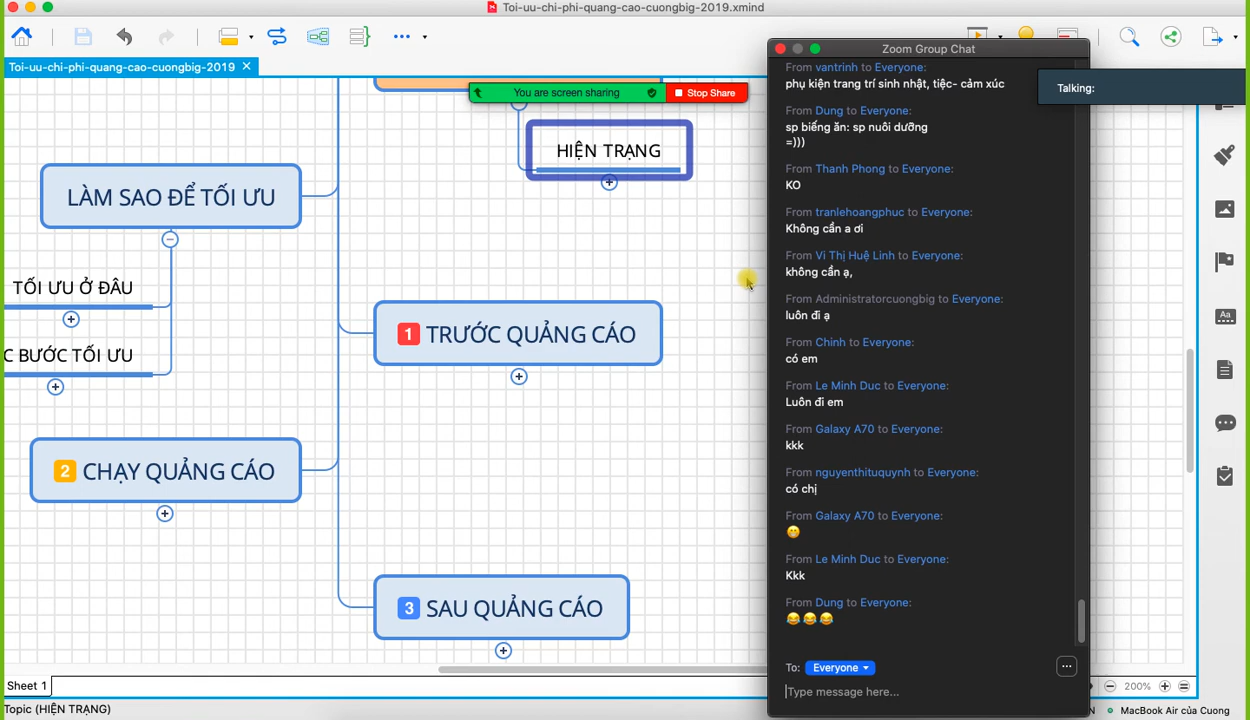 Toi-uu-chi-phi-quang-cao-cuongbig-2019.xmind
Toi-uu-chi-phi-quang-cao-cuongbig-2019
You are screen sharing
Stop Share
HIỆN TRẠNG
LÀM SAO ĐỂ TỐI ƯU
TỐI ƯU Ở ĐÂU
C BƯỚC TỐI ƯU
1 TRƯỚC QUẢNG CÁO
2 CHẠY QUẢNG CÁO
3 SAU QUẢNG CÁO
Sheet 1
Topic (HIỆN TRẠNG)
Zoom Group Chat
From vantrinh to Everyone:
phụ kiện trang trí sinh nhật, tiệc- cảm xúc
From Dung to Everyone:
sp biếng ăn: sp nuôi dưỡng
=)))
From Thanh Phong to Everyone:
KO
From tranlehoangphuc to Everyone:
Không cần a ơi
From Vi Thị Huệ Linh to Everyone:
không cần ạ,
From Administratorcuongbig to Everyone:
luôn đi ạ
From Chinh to Everyone:
có em
From Le Minh Duc to Everyone:
Luôn đi em
From Galaxy A70 to Everyone:
kkk
From nguyenthituquynh to Everyone:
có chị
From Galaxy A70 to Everyone:
😁
From Le Minh Duc to Everyone:
Kkk
From Dung to Everyone:
😂😂😂
To: Everyone
Type message here...
Talking:
Aa
200%
N
MacBook Air của Cuong